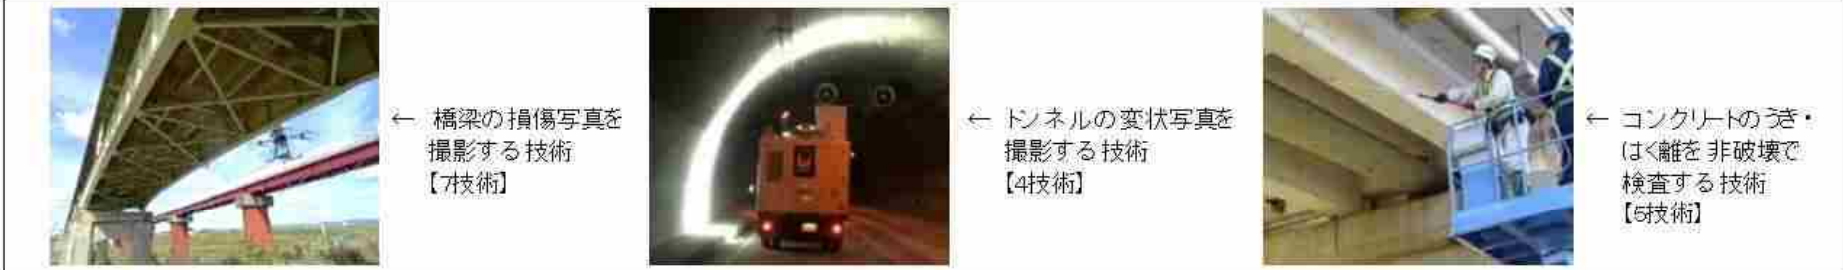 ← 橋梁の損傷写真を
撮影する技術
【7技術】
← トンネルの変状写真を
撮影する技術
【4技術】
← コンクリートのうき・
はく離を非破壊で
検査する技術
【5技術】